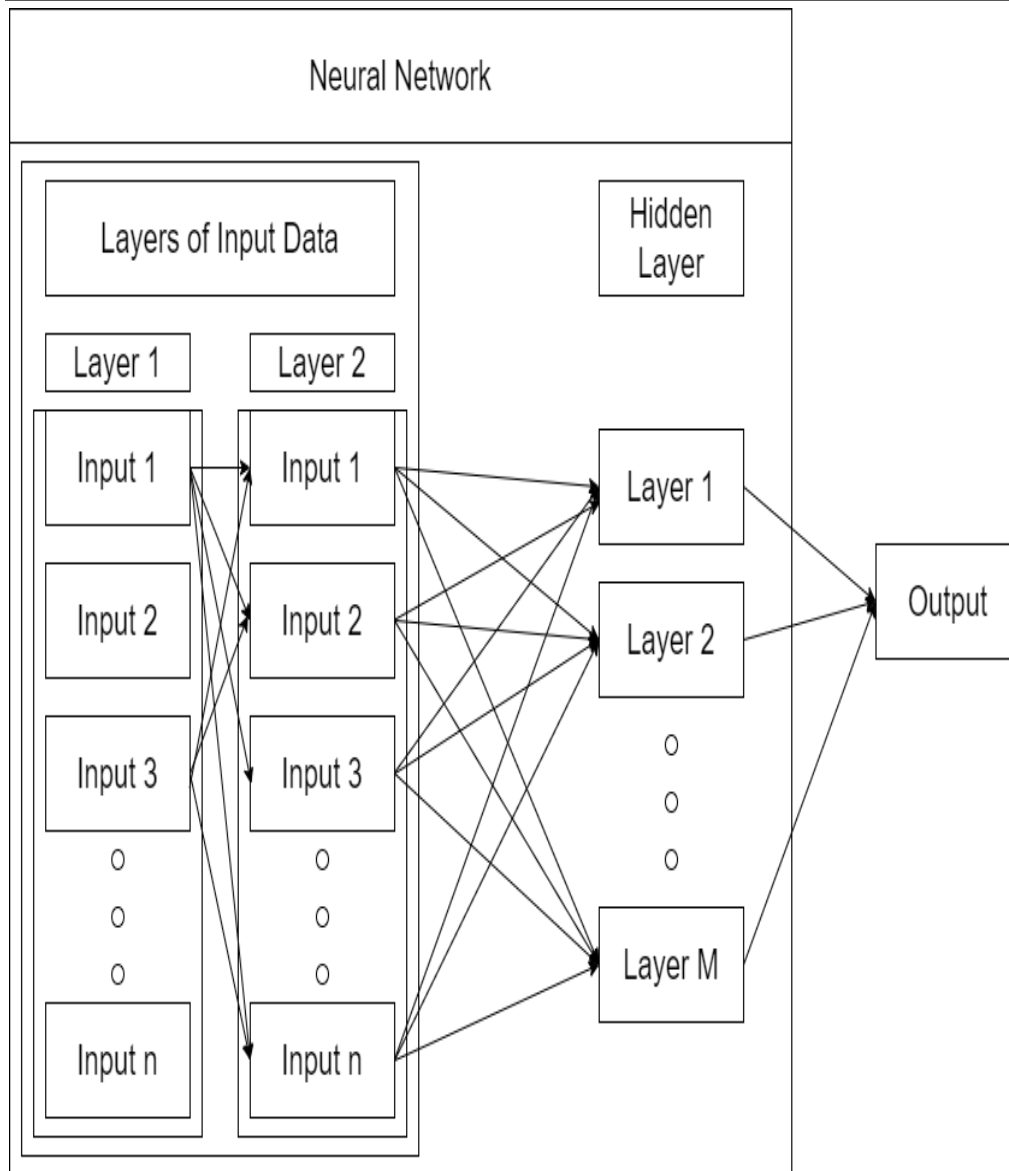 Neural Network
Layers of Input Data
Hidden
Layer
Layer 1
Layer 2
Input 1
Input 1
Layer 1
Input 2
Input 2
Layer 2
Output
Input 3
Input 3
Layer M
Input n
Input n